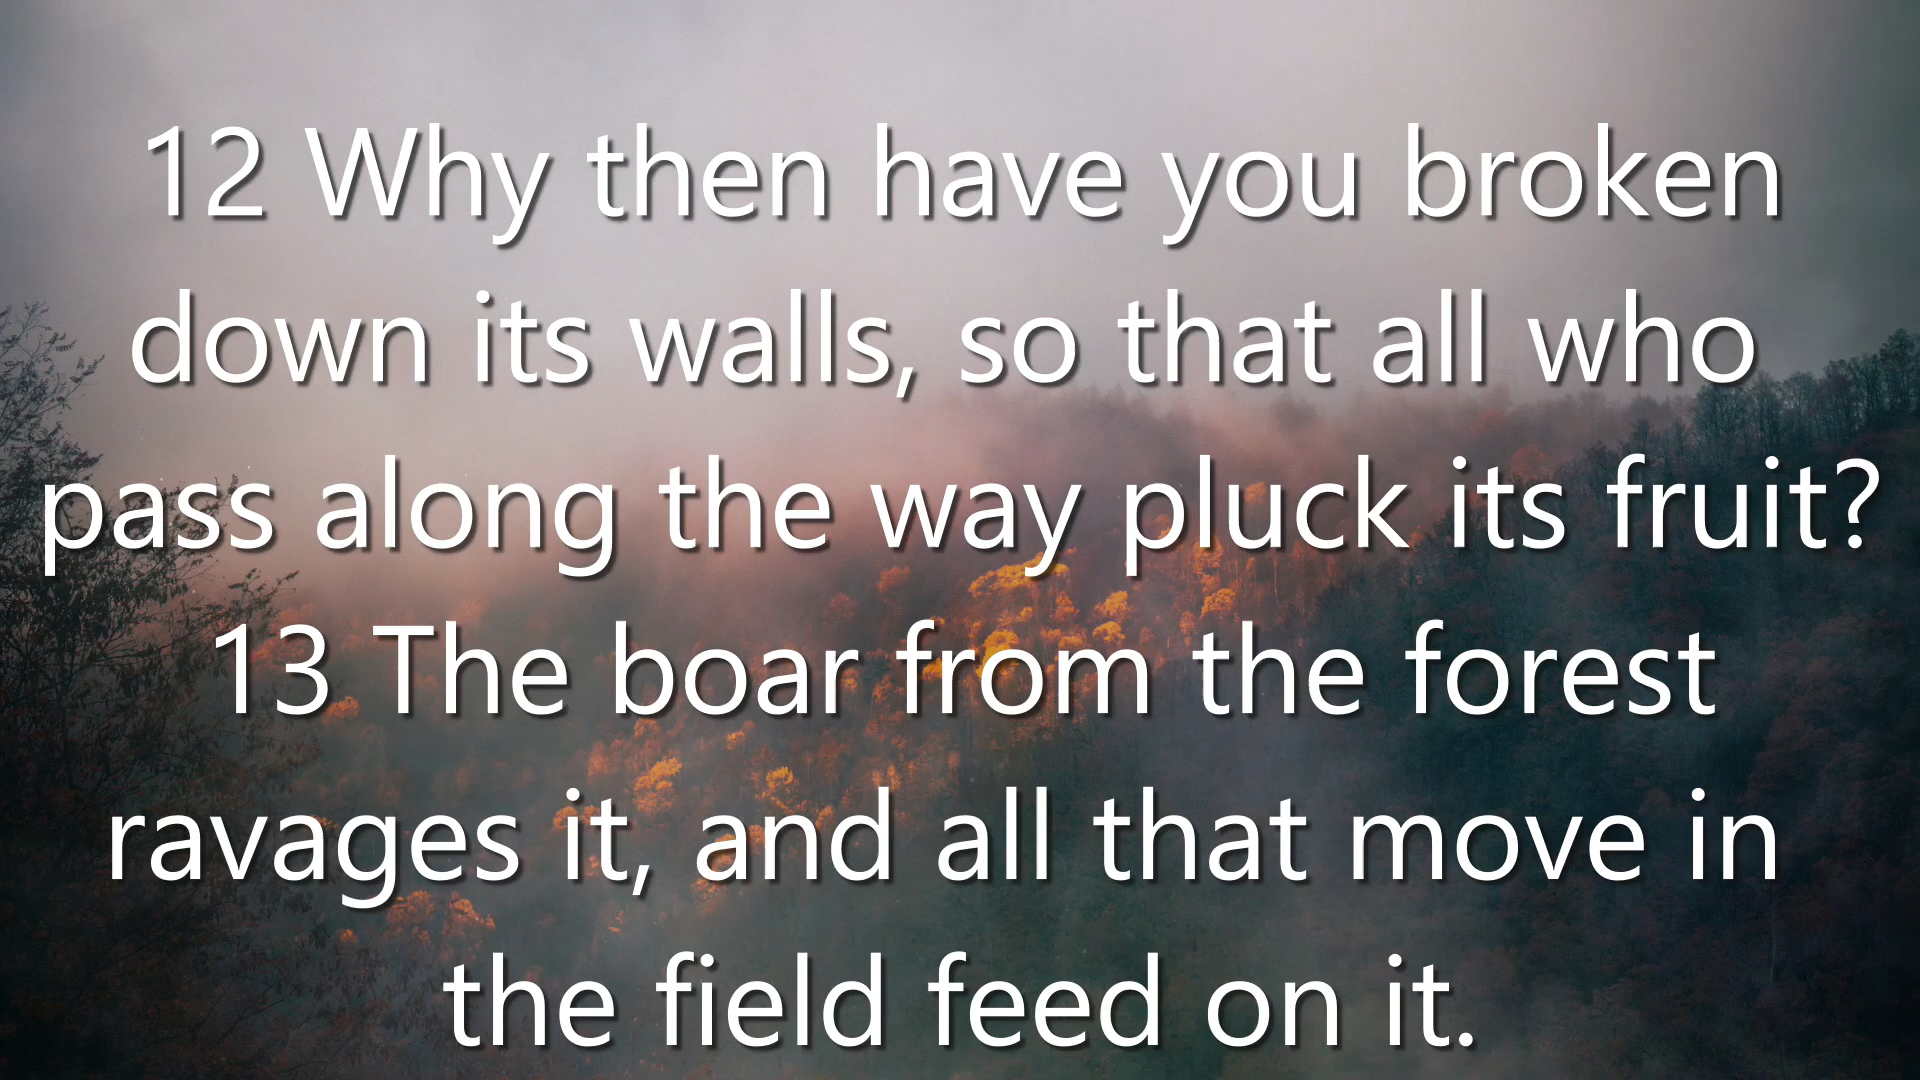 12 Why then have you broken
down its walls, so that all who
pass along the way pluck its fruit?
13 The boar from the forest
ravages it, and all that move in
the field feed on it.